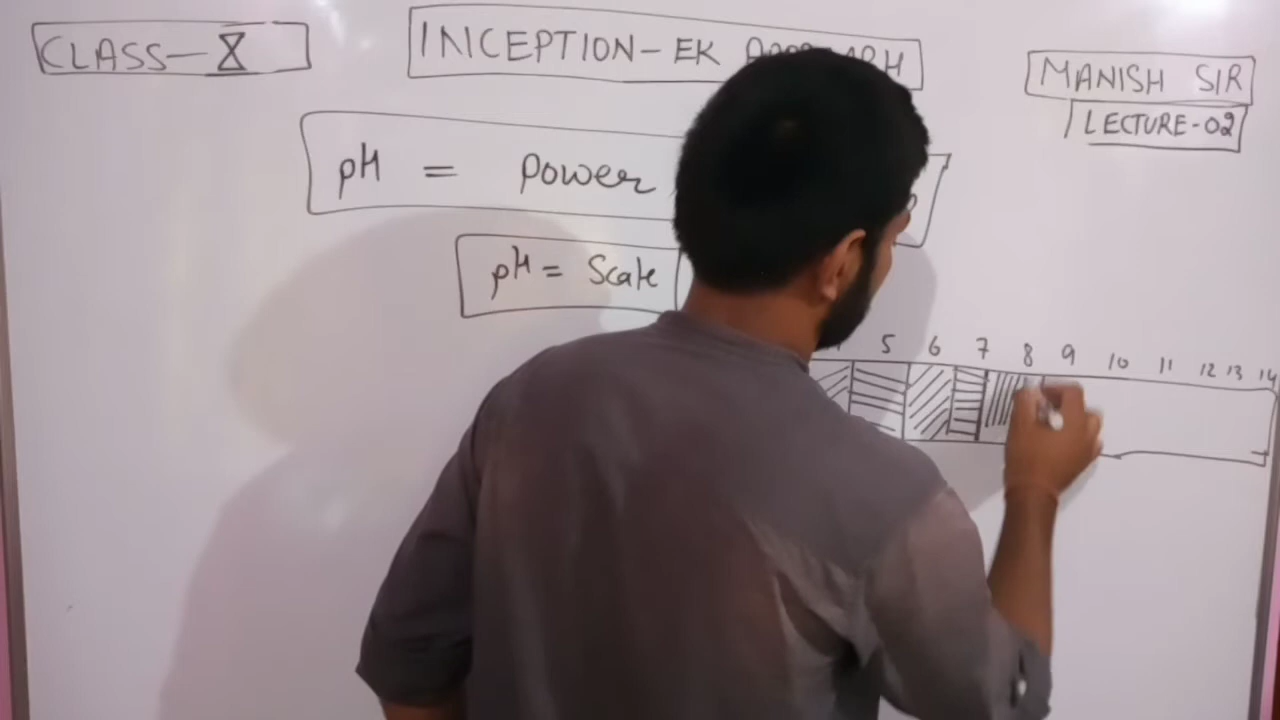 CLASS-X
INCEPTION-EK
MANISH SIR
LECTURE-02
pH = Power
pH = Scale
5 6 7 8 9 10 11 12 13 14